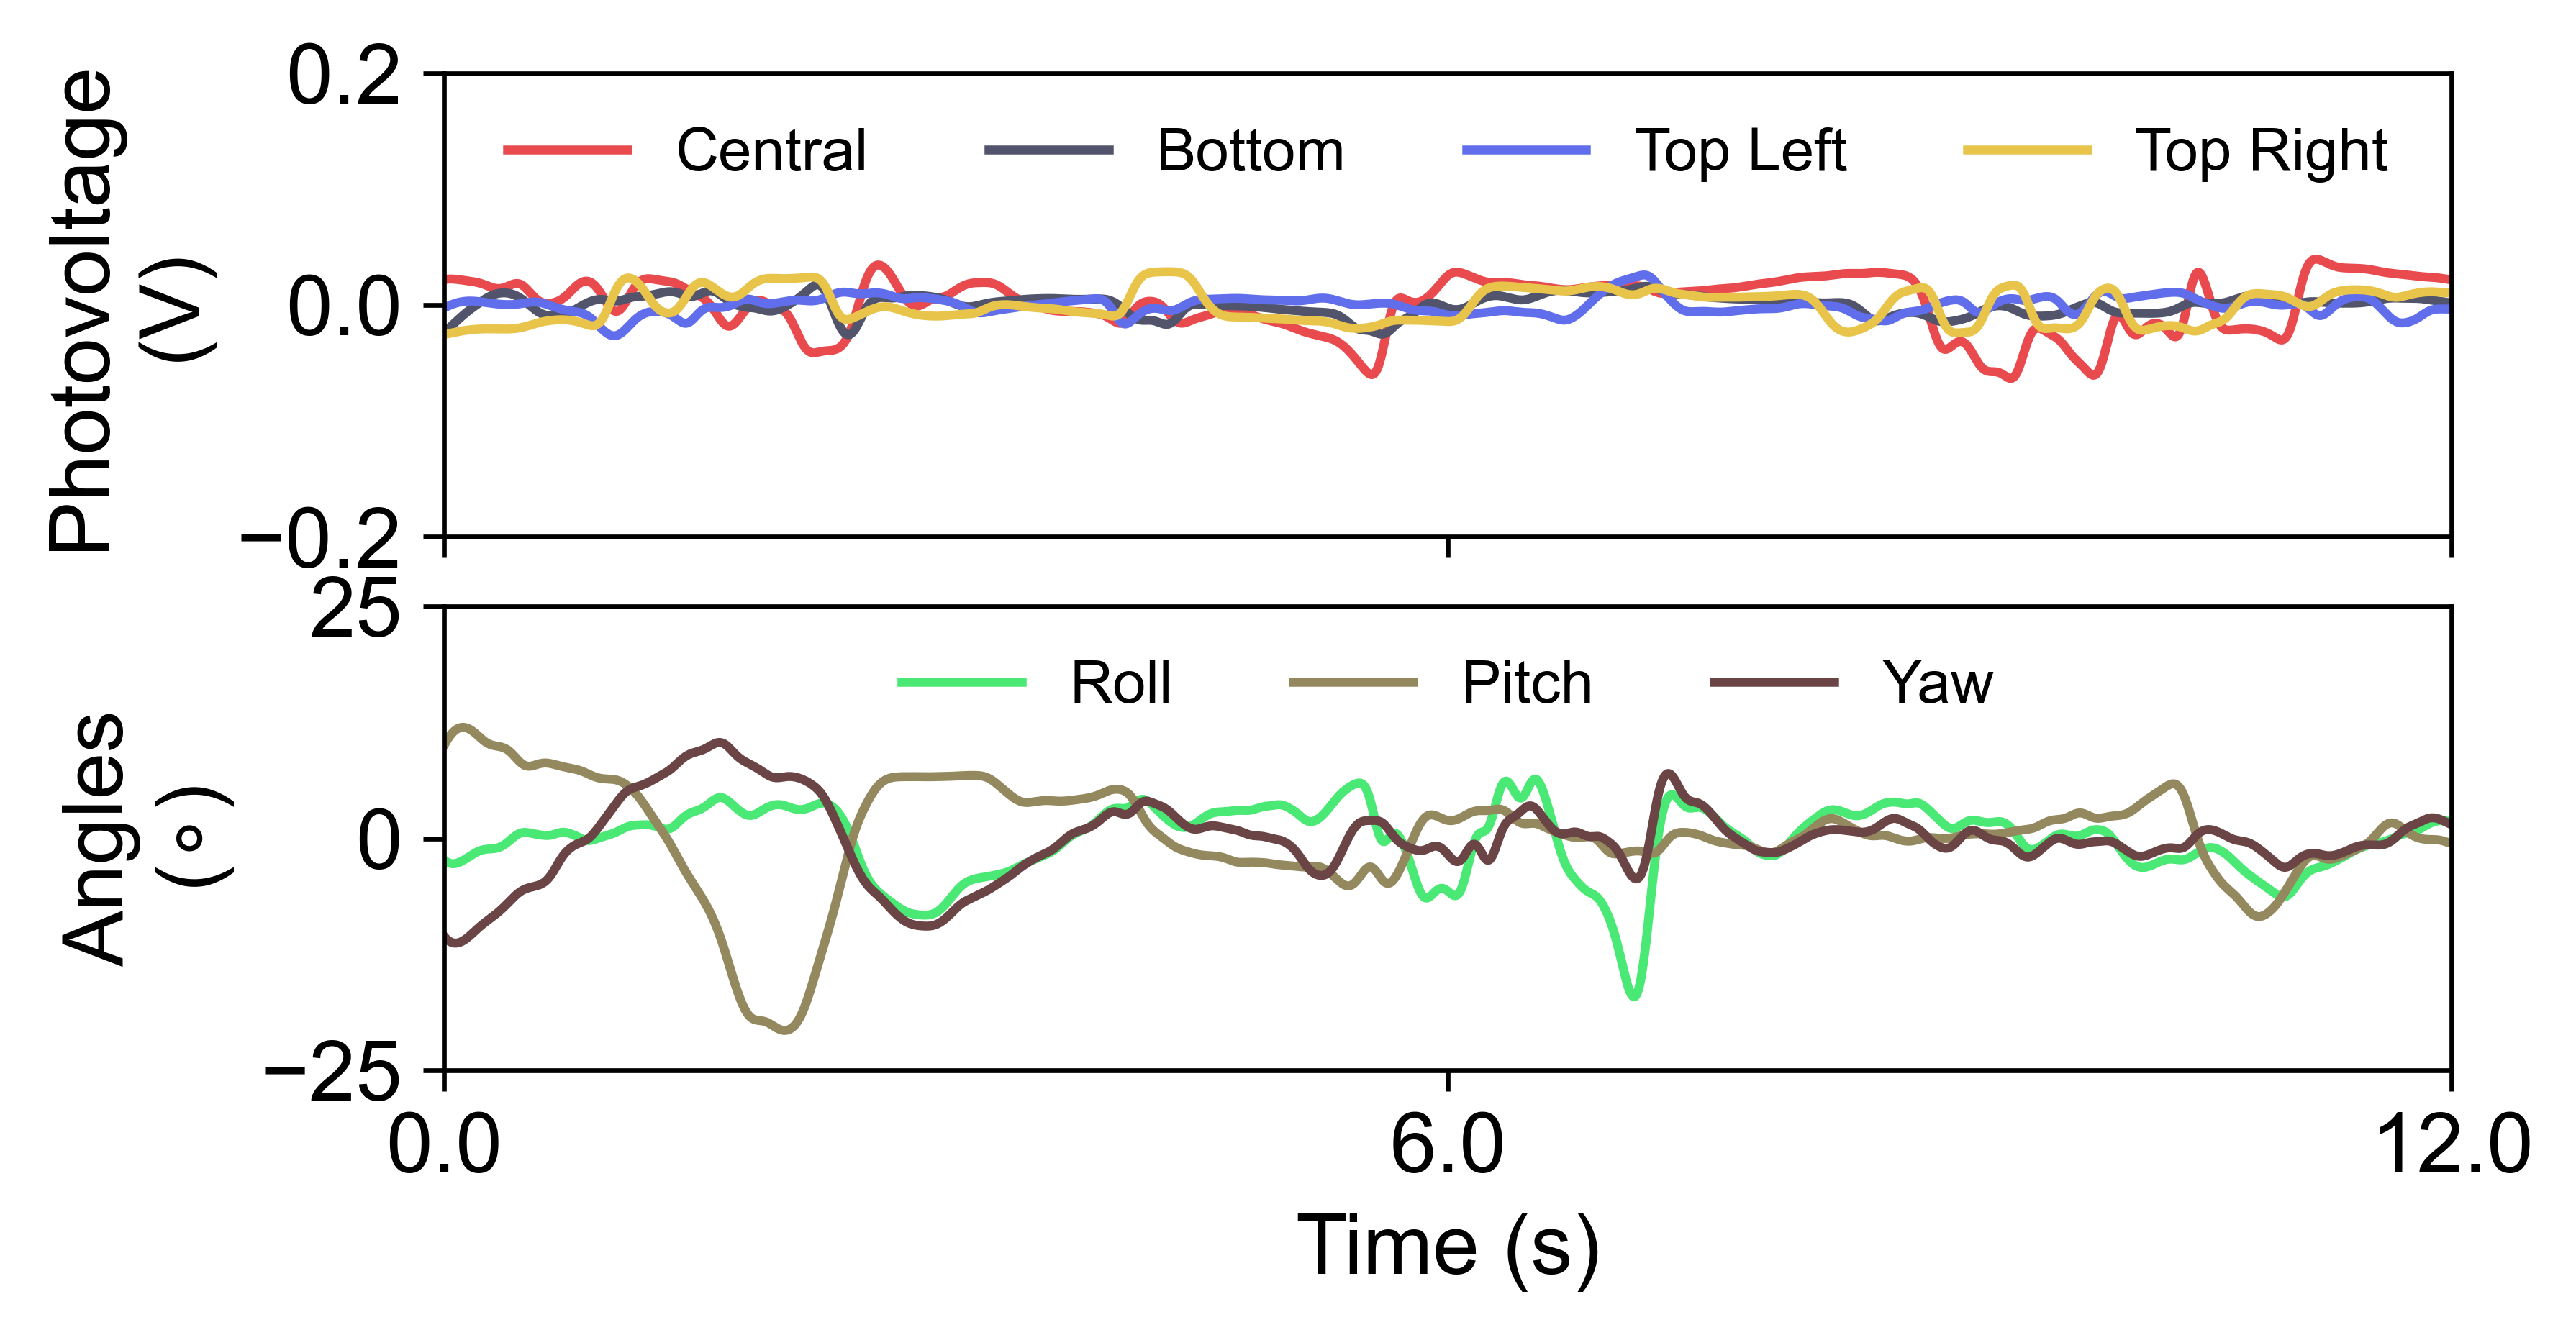 Photovoltage
(V)
0.2
0.0
−0.2
Central Bottom Top Left Top Right
Angles
(∘)
25
0
−25
Roll Pitch Yaw
0.0 6.0 12.0
Time (s)